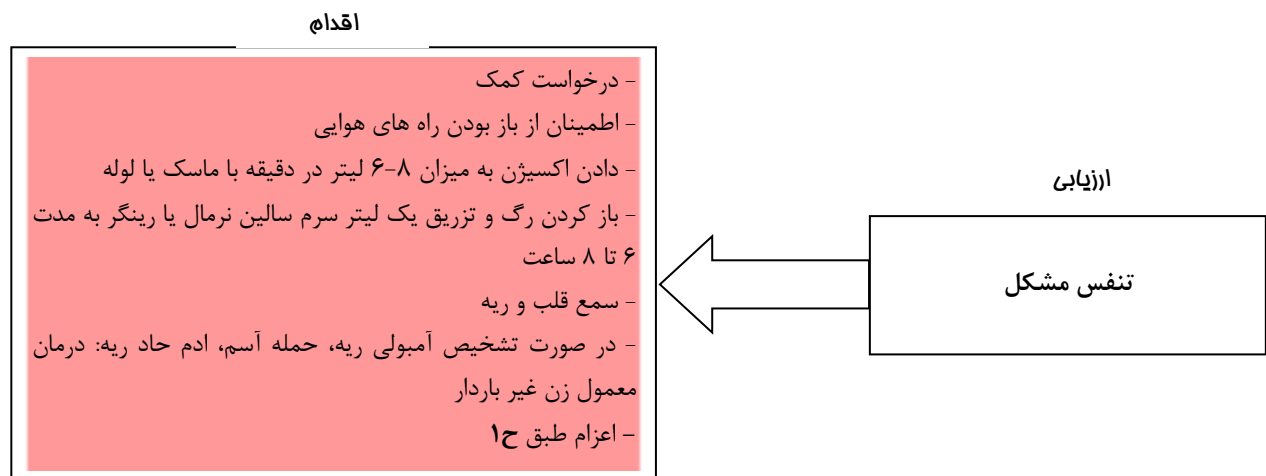 ارزیابی
تنفس مشکل
اقدام
- درخواست کمک
- اطمینان از باز بودن راه های هوایی
- دادن اکسیژن به میزان ۸-۶ لیتر در دقیقه با ماسک یا لوله
- باز کردن رگ و تزریق یک لیتر سرم سالین نرمال یا رینگر به مدت
۶ تا ۸ ساعت
- سمع قلب و ریه
- در صورت تشخیص آمبولی ریه، حمله آسم، ادم حاد ریه: درمان
معمول زن غیر باردار
- اعزام طبق ح۱